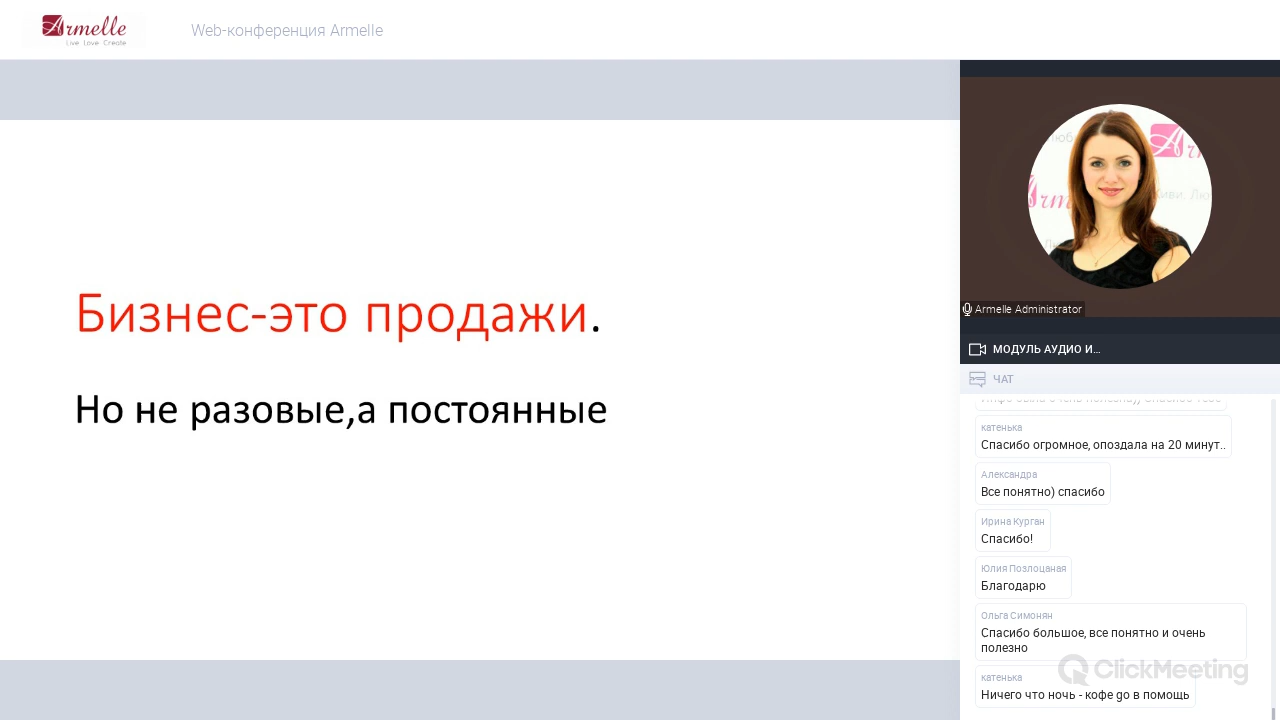 Armelle
Live Love Create
Web-конференция Armelle
Бизнес-это продажи.
Но не разовые,а постоянные
Armelle Administrator
МОДУЛЬ АУДИО И...
ЧАТ
катенька
Спасибо огромное, опоздала на 20 минут..
Александра
Все понятно) спасибо
Ирина Курган
Спасибо!
Юлия Позлоцаная
Благодарю
Ольга Симонян
Спасибо большое, все понятно и очень
полезно
ClickMeeting
катенька
Ничего что ночь - кофе go в помощь